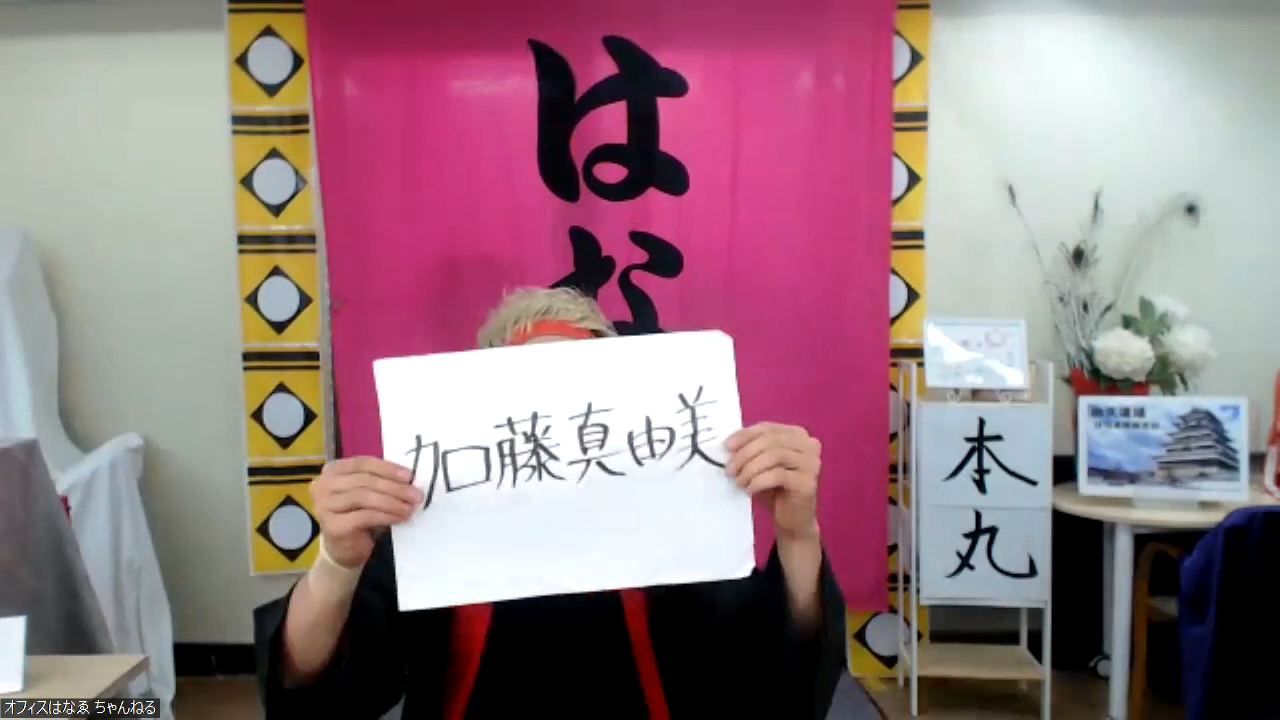 はな
加藤真由美
本
丸
オフィスはなゑ ちゃんねる